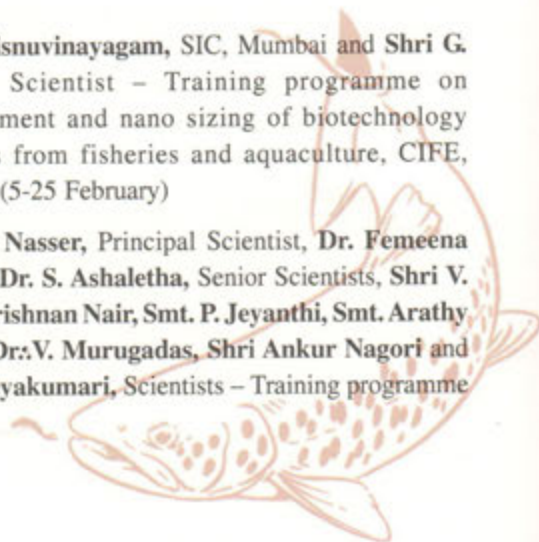 snuvinayagam, SIC, Mumbai and Shri G.
Scientist – Training programme on
ment and nano sizing of biotechnology
from fisheries and aquaculture, CIFE,
(5-25 February)
Nasser, Principal Scientist, Dr. Femeena
Dr. S. Ashaletha, Senior Scientists, Shri V.
rishnan Nair, Smt. P. Jeyanthi, Smt. Arathy
Dr. V. Murugadas, Shri Ankur Nagori and
yakumari, Scientists – Training programme